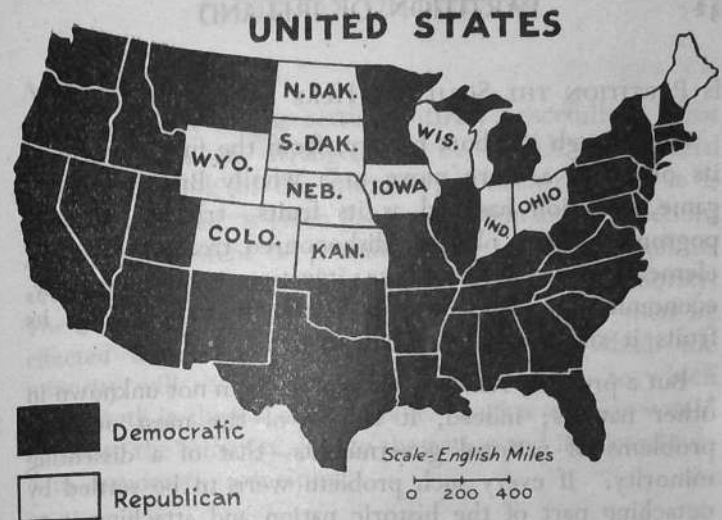 UNITED STATES
N. DAK.
WIS.
S. DAK.
WYO.
NEB.
IOWA
OHIO
IND.
COLO.
KAN.
Democratic
Scale-English Miles
0 200 400
Republican